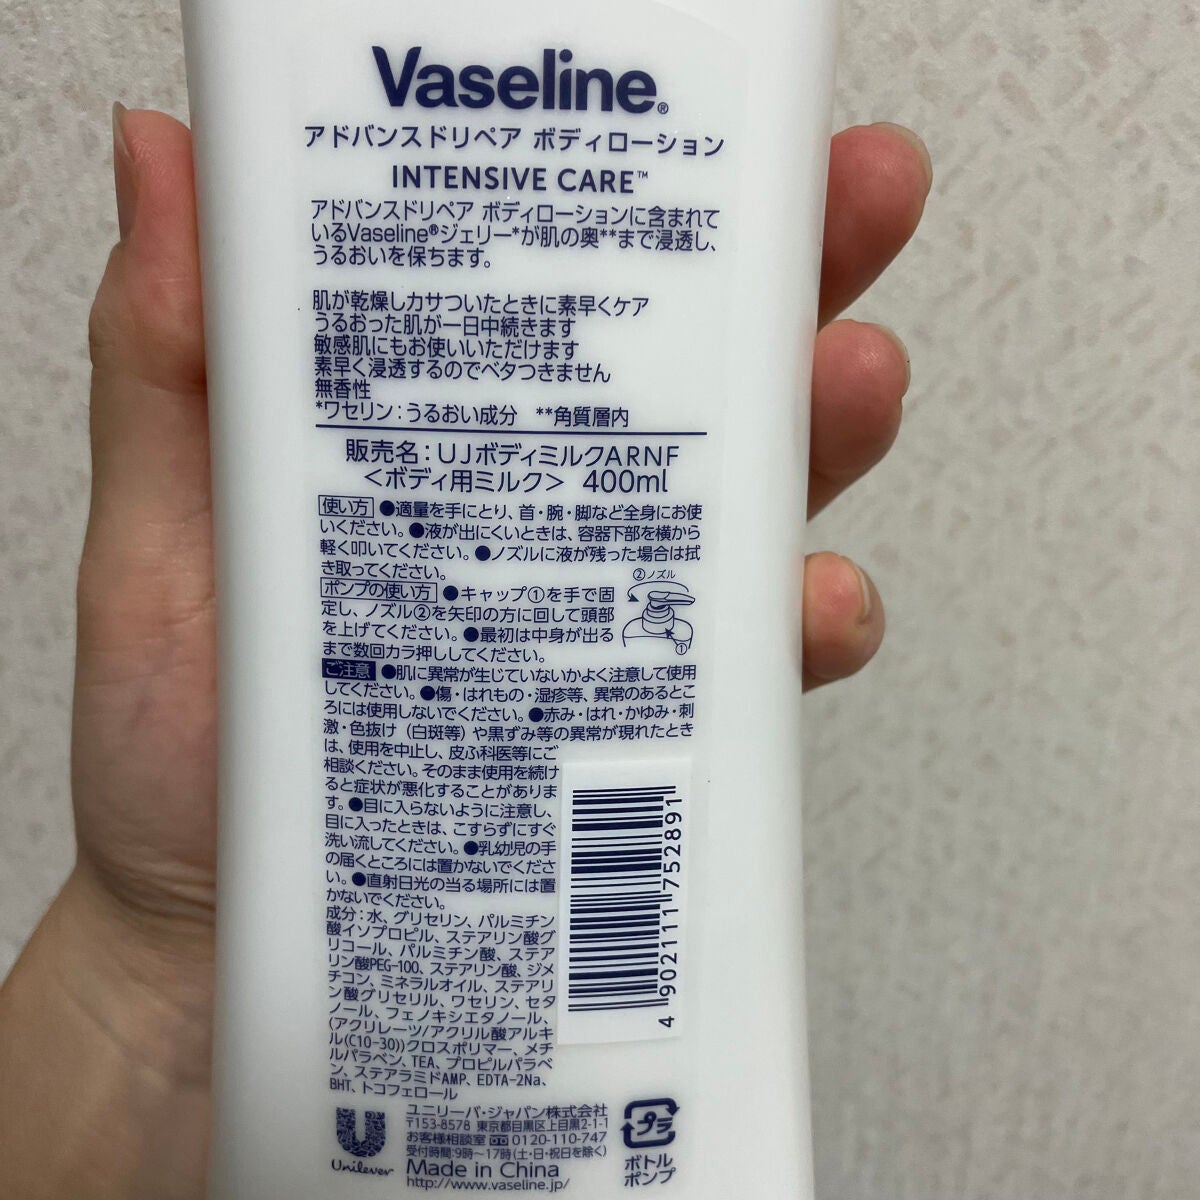 Vaseline®
アドバンスドリペア ボディローション
INTENSIVE CARE™
アドバンスドリペア ボディローションに含まれて
いるVaseline®ジェリー*が肌の奥**まで浸透し、
うるおいを保ちます。
肌が乾燥しカサついたときに素早くケア
うるおった肌が一日中続きます
敏感肌にもお使いいただけます
素早く浸透するのでベタつきません
無香性
*ワセリン：うるおい成分 **角質層内
販売名：UJボディミルクARNF
＜ボディ用ミルク＞ 400ml
使い方 ●適量を手にとり、首・腕・脚など全身にお使
いください。●液が出にくいときは、容器下部を横から
軽く叩いてください。●ノズルに液が残った場合は拭
き取ってください。
②ノズル
ポンプの使い方 ●キャップ①を手で固
定し、ノズル②を矢印の方に回して頭部
を上げてください。●最初は中身が出る
まで数回カラ押ししてください。
①
ご注意 ●肌に異常が生じていないかよく注意して使用
してください。●傷・はれもの・湿疹等、異常のあるとこ
ろには使用しないでください。●赤み・はれ・かゆみ・刺
激・色抜け（白斑等）や黒ずみ等の異常が現れたとき
は、使用を中止し、皮ふ科医等にご
相談ください。そのまま使用を続け
ると症状が悪化することがありま
す。●目に入らないように注意し、
目に入ったときは、こすらずにすぐ
洗い流してください。●乳幼児の手
の届くところには置かないでくださ
い。●直射日光の当る場所には置
かないでください。
成分：水、グリセリン、パルミチン
酸イソプロピル、ステアリン酸グ
リコール、パルミチン酸、ステア
リン酸PEG-100、ステアリン酸、ジメ
チコン、ミネラルオイル、ステアリ
ン酸グリセリル、ワセリン、セタ
ノール、フェノキシエタノール、
(アクリレーツ/アクリル酸アルキ
ル(C10-30))クロスポリマー、メチ
ルパラベン、TEA、プロピルパラベ
ン、ステアラミドAMP、EDTA-2Na、
BHT、トコフェロール
4 902111 752891
Unilever
ユニリーバ・ジャパン株式会社
〒153-8578 東京都目黒区上目黒2-1-1
お客様相談室 0120-110-747
受付時間:9時～17時(土・日・祝日を除く)
Made in China
http://www.vaseline.jp/
プラ
ボトル
ポンプ